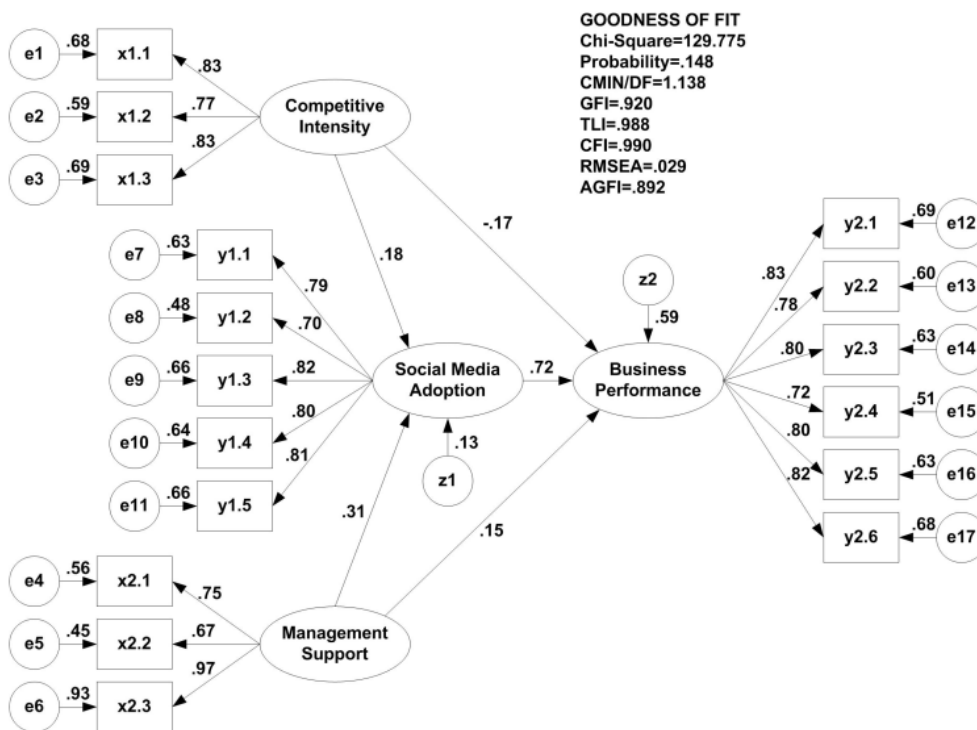 GOODNESS OF FIT
Chi-Square=129.775
Probability=.148
CMIN/DF=1.138
GFI=.920
TLI=.988
CFI=.990
RMSEA=.029
AGFI=.892
e1 .68 x1.1 .83
e2 .59 x1.2 .77
e3 .69 x1.3 .83
Competitive
Intensity
-.17
.18
e7 .63 y1.1 .79
e8 .48 y1.2 .70
e9 .66 y1.3 .82
e10 .64 y1.4 .80
e11 .66 y1.5 .81
Social Media
Adoption
.72
.13
z1
z2
.59
Business
Performance
.83 y2.1 .69 e12
.78 y2.2 .60 e13
.80 y2.3 .63 e14
.72 y2.4 .51 e15
.80 y2.5 .63 e16
.82 y2.6 .68 e17
.31
.15
e4 .56 x2.1 .75
e5 .45 x2.2 .67
e6 .93 x2.3 .97
Management
Support